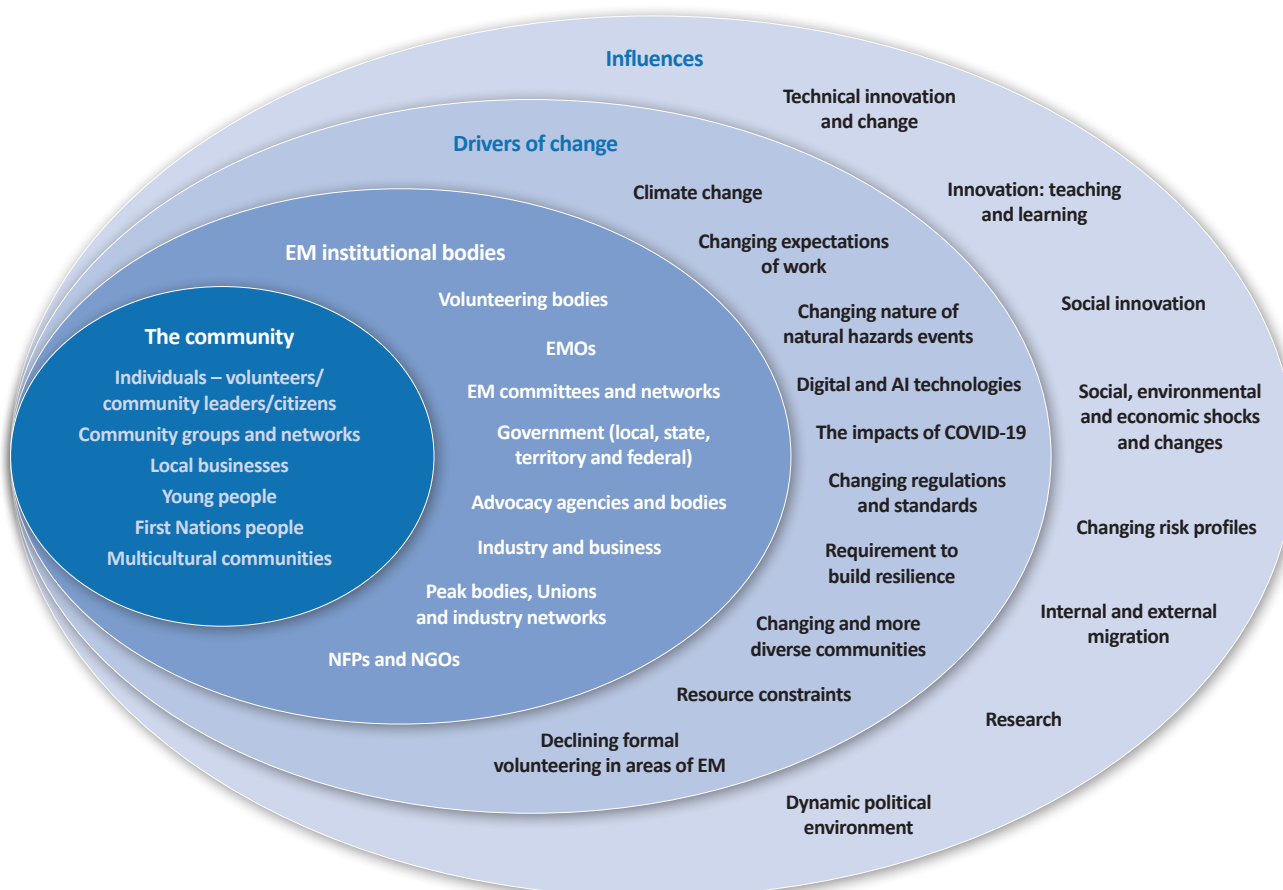 Influences
Technical innovation
and change
Innovation: teaching
and learning
Social innovation
Social, environmental
and economic shocks
and changes
Changing risk profiles
Internal and external
migration
Research
Dynamic political
environment
Drivers of change
Climate change
Changing expectations
of work
Changing nature of
natural hazards events
Digital and AI technologies
The impacts of COVID-19
Changing regulations
and standards
Requirement to
build resilience
Changing and more
diverse communities
Resource constraints
Declining formal
volunteering in areas of EM
EM institutional bodies
Volunteering bodies
EMOs
EM committees and networks
Government (local, state,
territory and federal)
Advocacy agencies and bodies
Industry and business
Peak bodies, Unions
and industry networks
NFPs and NGOs
The community
Individuals – volunteers/
community leaders/citizens
Community groups and networks
Local businesses
Young people
First Nations people
Multicultural communities